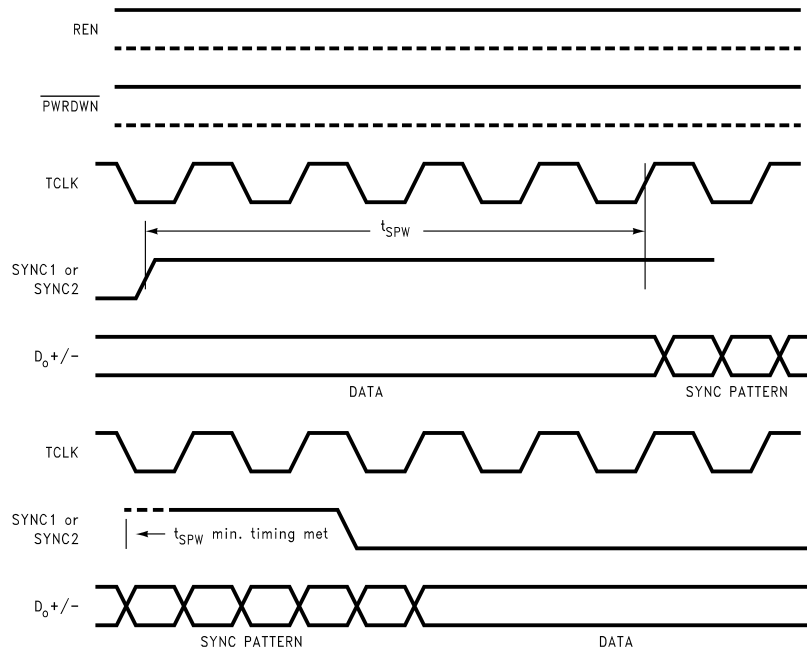 REN
PWRDWN
TCLK
tSPW
SYNC1 or
SYNC2
Do+/-
DATA
SYNC PATTERN
TCLK
SYNC1 or
SYNC2
tSPW min. timing met
Do+/-
SYNC PATTERN
DATA